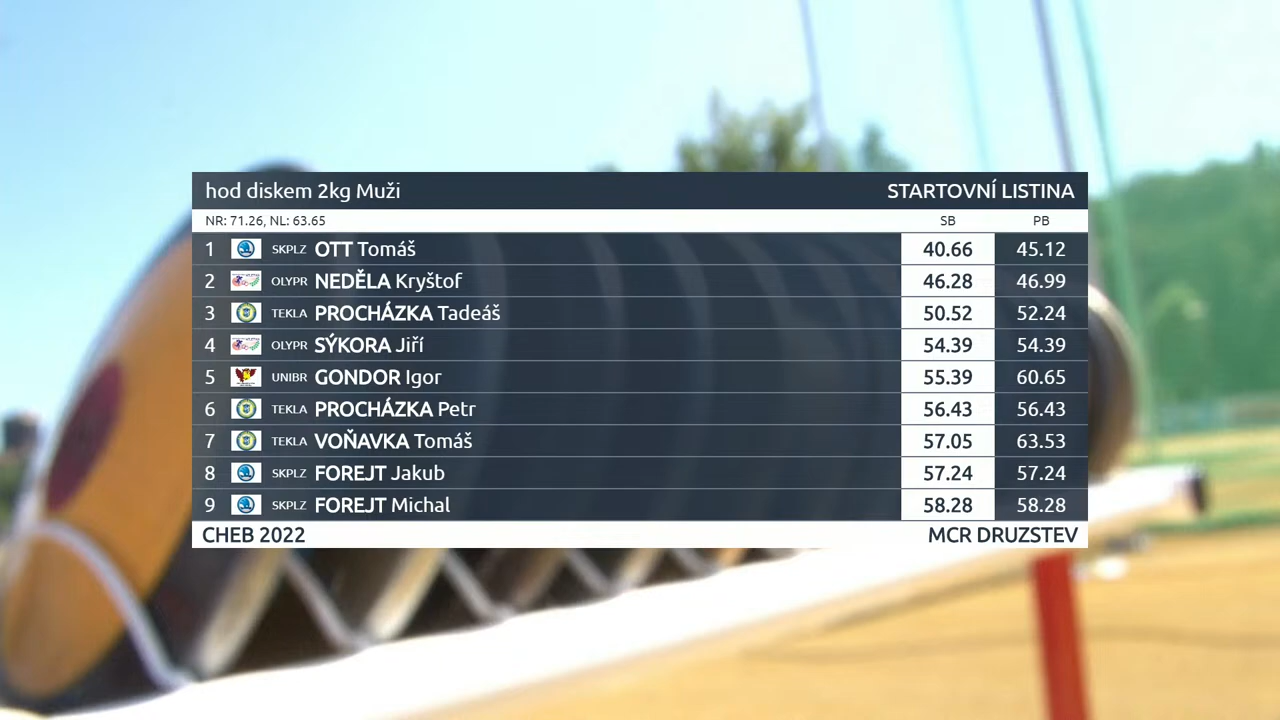 hod diskem 2kg Muži STARTOVNÍ LISTINA
NR: 71.26, NL: 63.65 SB PB
1 SKPLZ OTT Tomáš 40.66 45.12
2 OLYPR NEDĚLA Kryštof 46.28 46.99
3 TEKLA PROCHÁZKA Tadeáš 50.52 52.24
4 OLYPR SÝKORA Jiří 54.39 54.39
5 UNIBR GONDOR Igor 55.39 60.65
6 TEKLA PROCHÁZKA Petr 56.43 56.43
7 TEKLA VOŇAVKA Tomáš 57.05 63.53
8 SKPLZ FOREJT Jakub 57.24 57.24
9 SKPLZ FOREJT Michal 58.28 58.28
CHEB 2022 MCR DRUZSTEV